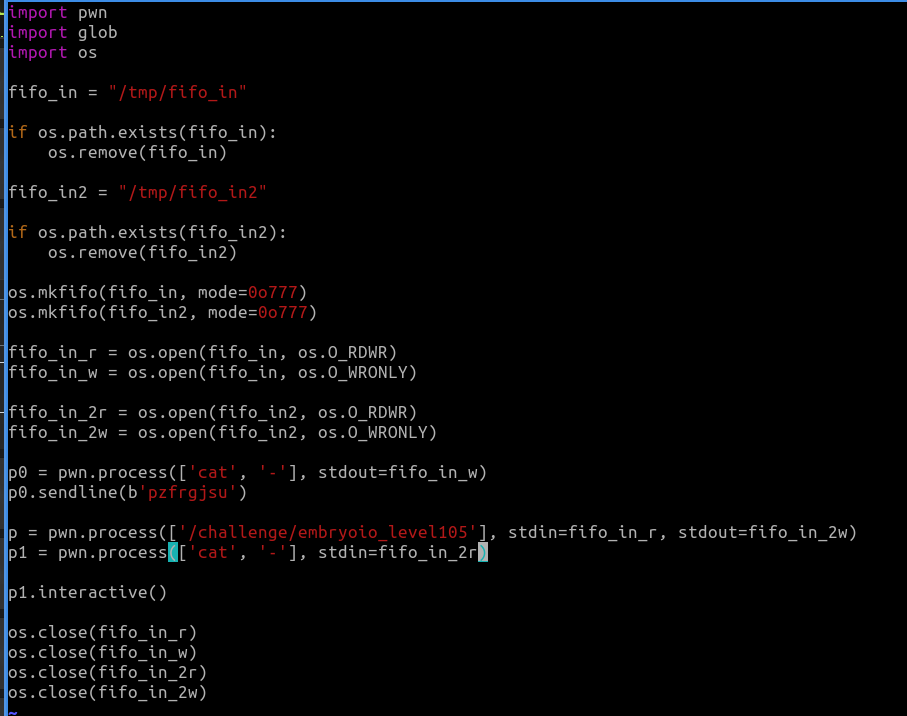 import pwn
import glob
import os

fifo_in = "/tmp/fifo_in"

if os.path.exists(fifo_in):
    os.remove(fifo_in)

fifo_in2 = "/tmp/fifo_in2"

if os.path.exists(fifo_in2):
    os.remove(fifo_in2)

os.mkfifo(fifo_in, mode=0o777)
os.mkfifo(fifo_in2, mode=0o777)

fifo_in_r = os.open(fifo_in, os.O_RDWR)
fifo_in_w = os.open(fifo_in, os.O_WRONLY)

fifo_in_2r = os.open(fifo_in2, os.O_RDWR)
fifo_in_2w = os.open(fifo_in2, os.O_WRONLY)

p0 = pwn.process(['cat', '-'], stdout=fifo_in_w)
p0.sendline(b'pzfrgjsu')

p = pwn.process(['/challenge/embryoio_level105'], stdin=fifo_in_r, stdout=fifo_in_2w)
p1 = pwn.process(['cat', '-'], stdin=fifo_in_2r)

p1.interactive()

os.close(fifo_in_r)
os.close(fifo_in_w)
os.close(fifo_in_2r)
os.close(fifo_in_2w)
~